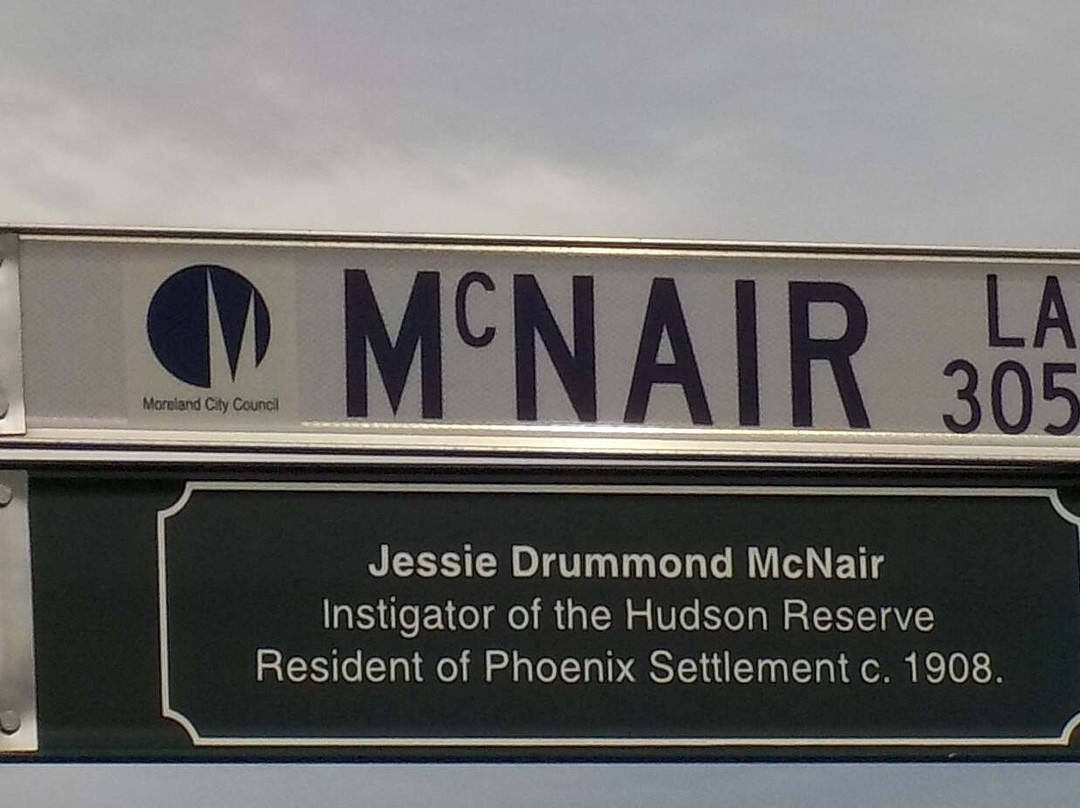 Moreland City Council
McNAIR
LA
305
Jessie Drummond McNair
Instigator of the Hudson Reserve
Resident of Phoenix Settlement c. 1908.